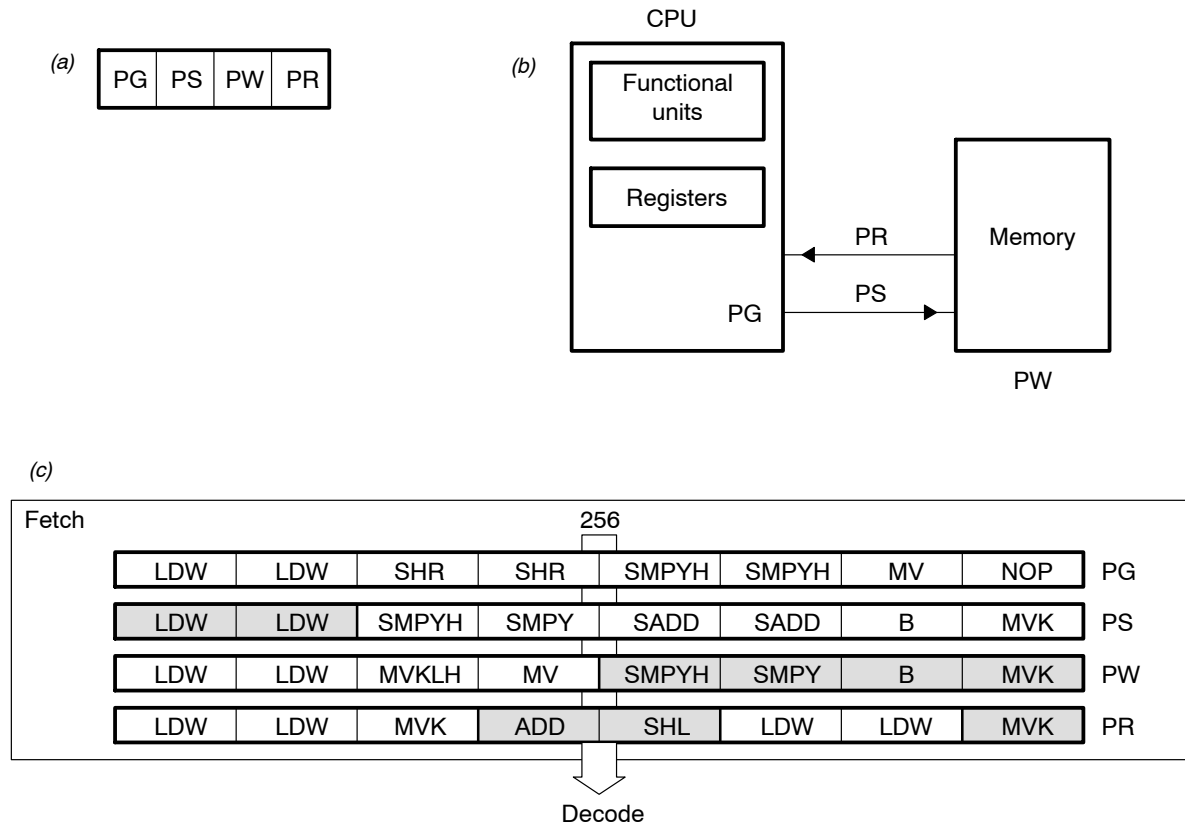 (a)
PG PS PW PR
(b)
CPU
Functional
units
Registers
PR
PS
PG
Memory
PW
(c)
Fetch
256
LDW LDW SHR SHR SMPYH SMPYH MV NOP PG
LDW LDW SMPYH SMPY SADD SADD B MVK PS
LDW LDW MVKLH MV SMPYH SMPY B MVK PW
LDW LDW MVK ADD SHL LDW LDW MVK PR
Decode